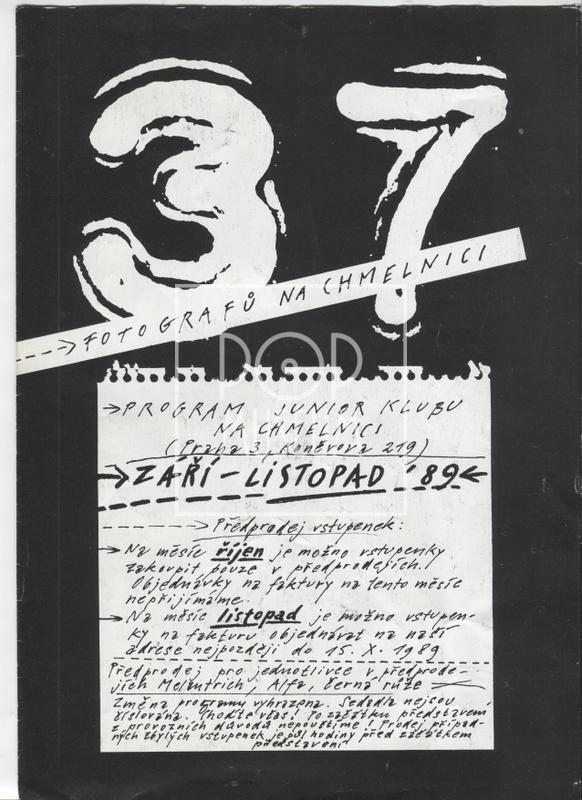 37
--->FOTOGRAFŮ NA CHMELNICI
→PROGRAM JUNIOR KLUBU
NA CHMELNICI
(Praha 3, Koněvova 219)
→ZÁŘÍ–LISTOPAD '89←
---->Předprodej vstupenek:
→Na měsíc říjen je možno vstupenky
zakoupit pouze v předprodejích.
Objednávky na faktury na tento měsíc
nepřijímáme.
→Na měsíc listopad je možno vstupen-
ky na fakturu objednávat na naší
adrese nejpozději do 15. X. 1989
Předprodej pro jednotlivce v předprode-
jích Melantrich, Alfa, Černá růže
Změna programu vyhrazena. Sedadla nejsou
číslována. Choďte včas! Po začátku představení
z provozních důvodů nepouštíme! Prodej případ-
ných zbylých vstupenek je půl hodiny před začátkem
představení
POP